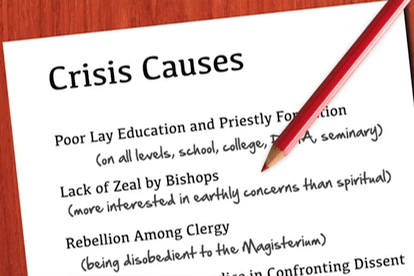 Crisis Causes
Poor Lay Education and Priestly
(on all levels, school, college, seminary)
Lack of Zeal by Bishops
(more interested in earthly concerns than spiritual)
Rebellion Among Clergy
(being disobedient to the Magisterium)
in Confronting Dissent